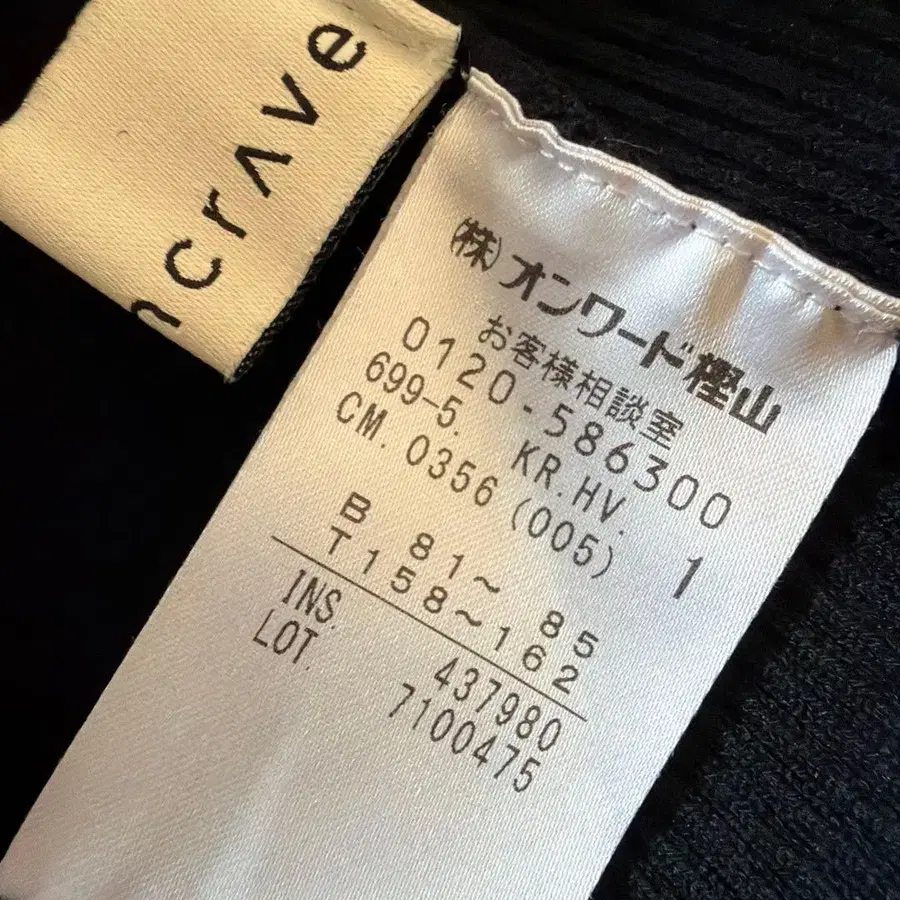 ncrʌve
㈱オンワード樫山
お客様相談室
0120-586300
699-5. KR.HV. 1
CM. 0356 (005)
B 81～ 85
T158～162
INS. 437980
LOT. 7100475